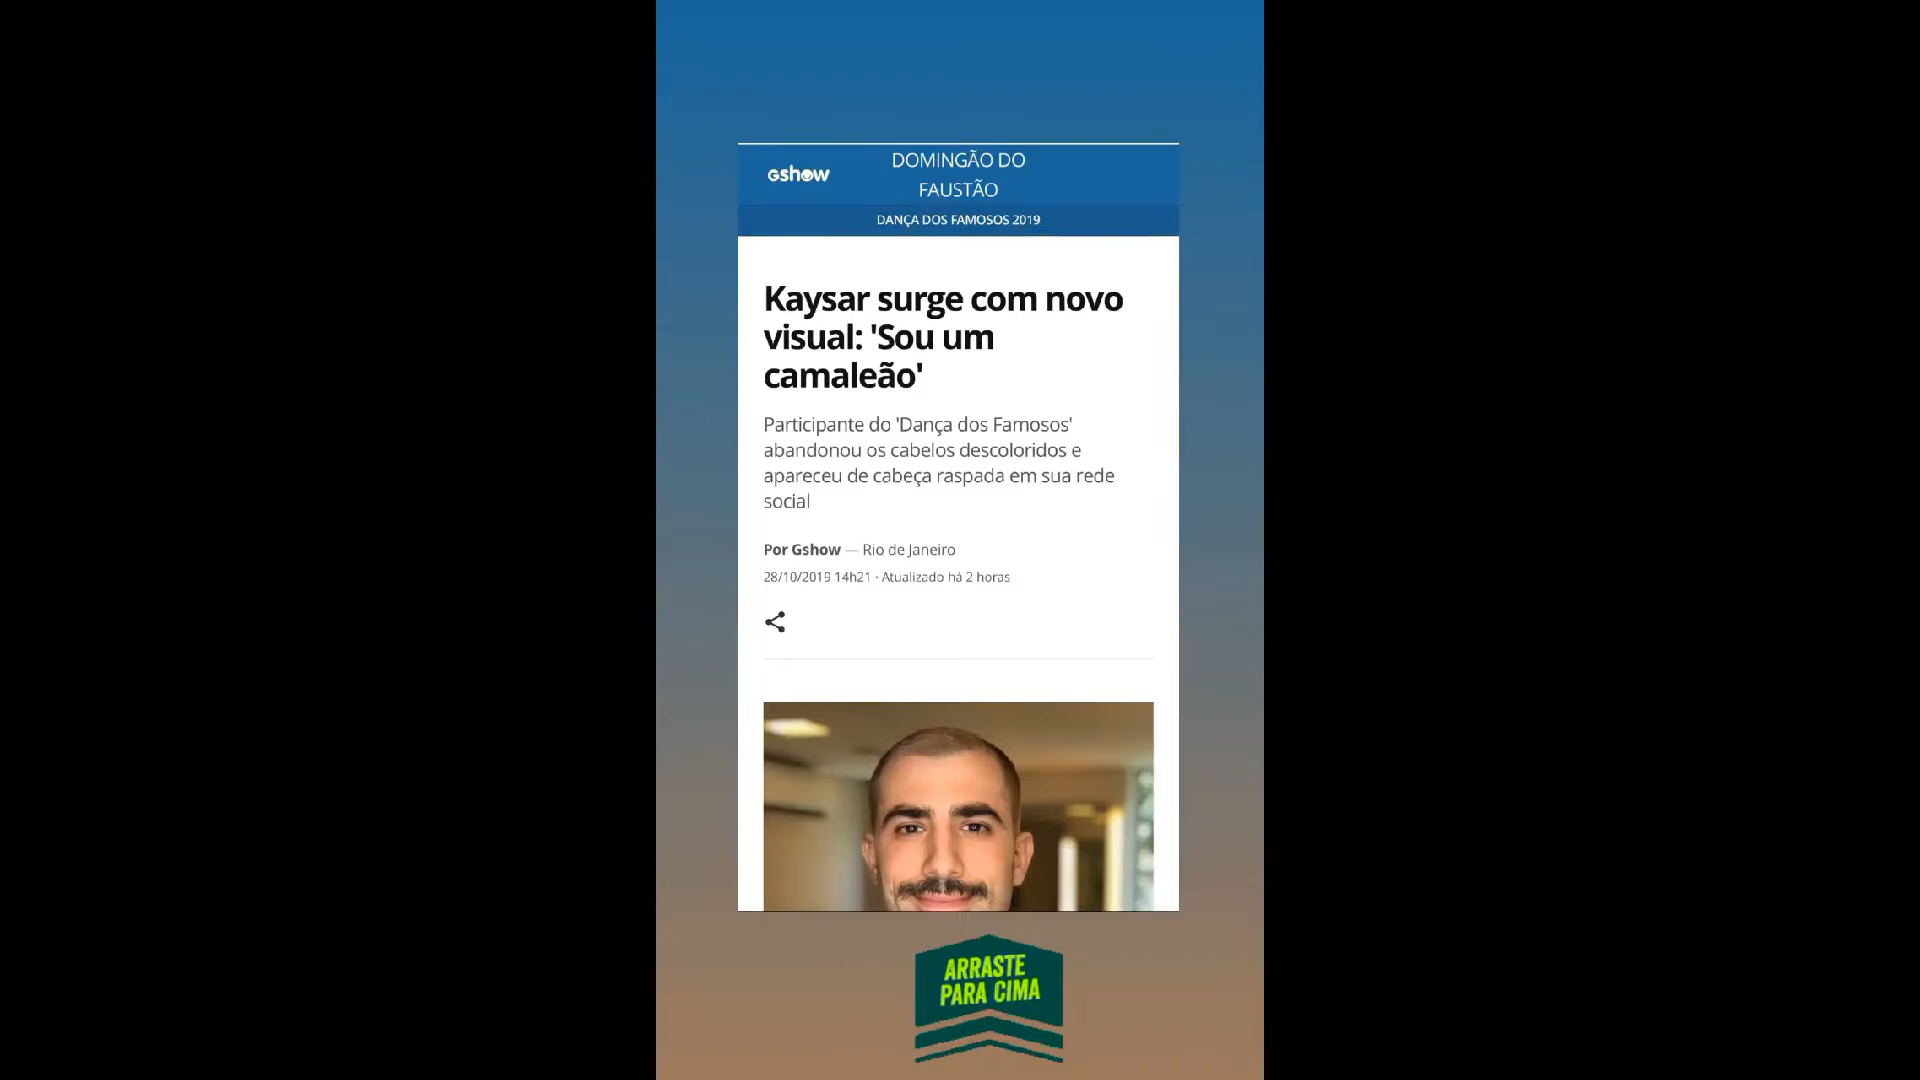 gshow
DOMINGÃO DO
FAUSTÃO
DANÇA DOS FAMOSOS 2019
Kaysar surge com novo
visual: 'Sou um
camaleão'
Participante do 'Dança dos Famosos'
abandonou os cabelos descoloridos e
apareceu de cabeça raspada em sua rede
social
Por Gshow — Rio de Janeiro
28/10/2019 14h21 · Atualizado há 2 horas
ARRASTE
PARA CIMA